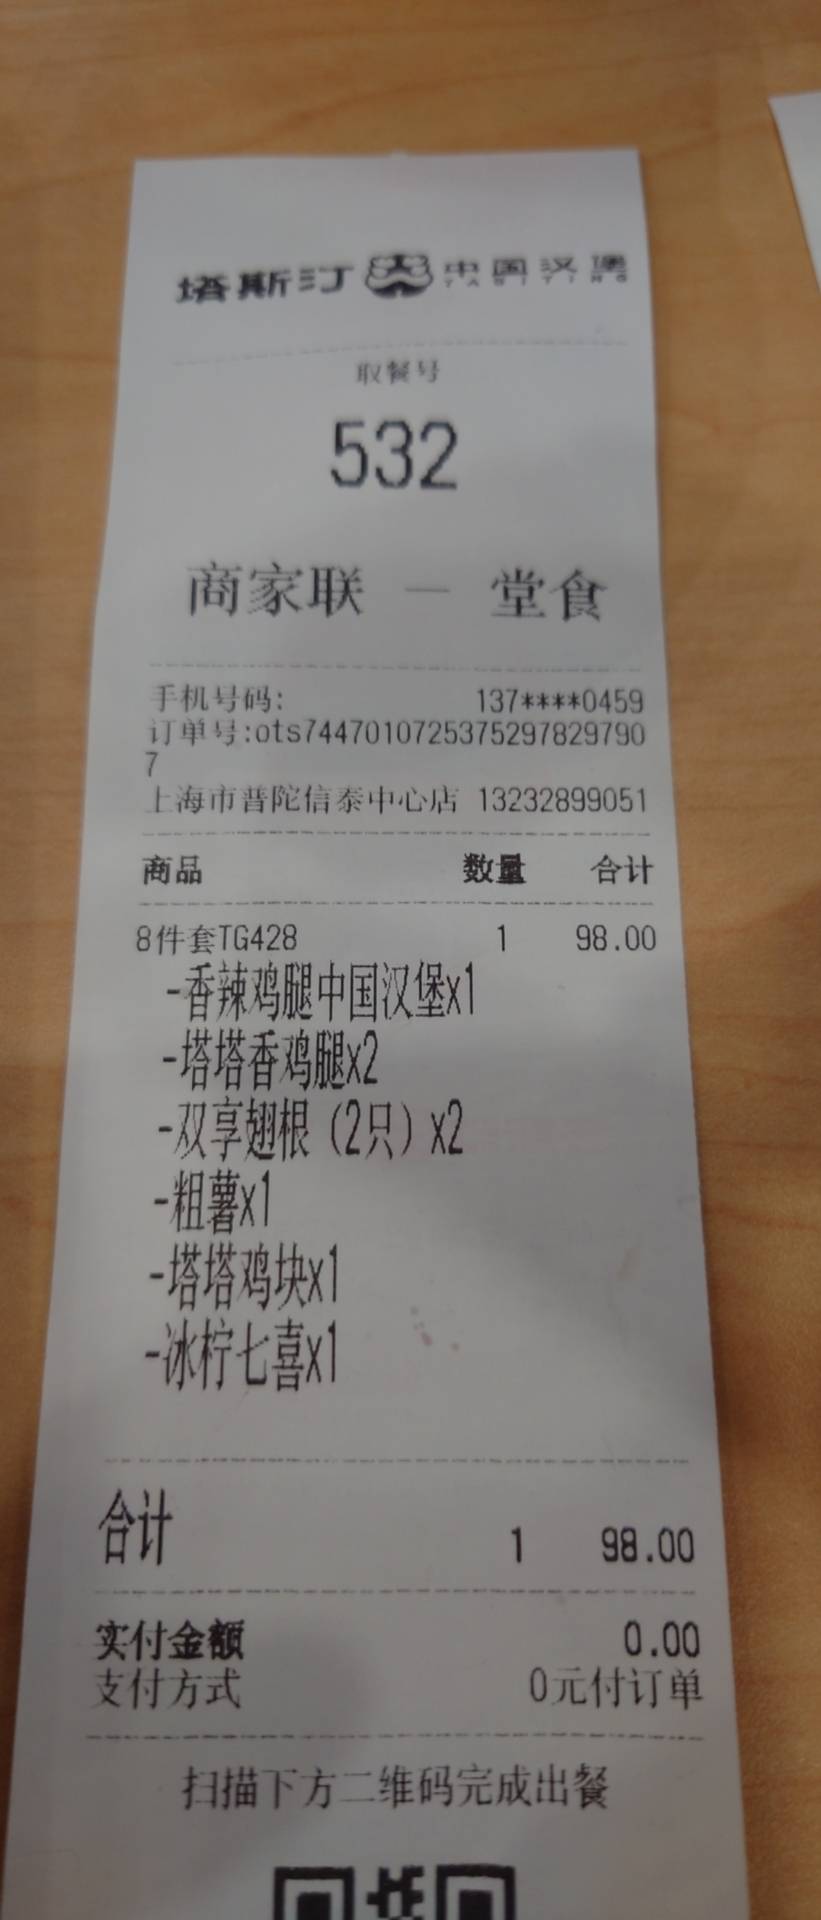 塔斯汀 中国汉堡
TASITING
取餐号
532
商家联 — 堂食
手机号码: 137****0459
订单号:ots7447010725375297829790
7
上海市普陀信泰中心店 13232899051
商品 数量 合计
8件套TG428 1 98.00
-香辣鸡腿中国汉堡x1
-塔塔香鸡腿x2
-双享翅根（2只）x2
-粗薯x1
-塔塔鸡块x1
-冰柠七喜x1
合计 1 98.00
实付金额 0.00
支付方式 0元付订单
扫描下方二维码完成出餐